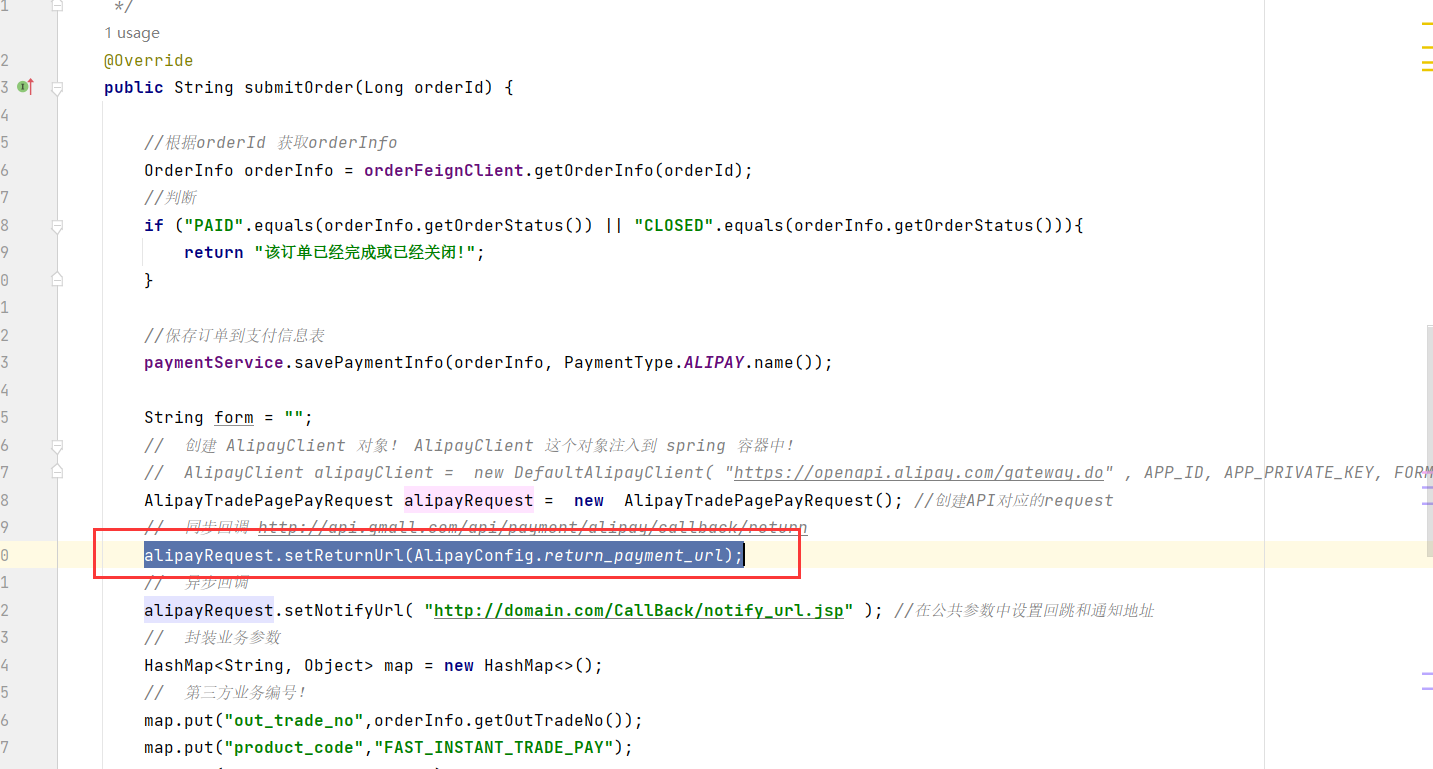 1 */
1 usage
2 @Override
3 public String submitOrder(Long orderId) {
4
5 //根据orderId 获取orderInfo
6 OrderInfo orderInfo = orderFeignClient.getOrderInfo(orderId);
7 //判断
8 if ("PAID".equals(orderInfo.getOrderStatus()) || "CLOSED".equals(orderInfo.getOrderStatus())){
9 return "该订单已经完成或已经关闭!";
0 }
1
2 //保存订单到支付信息表
3 paymentService.savePaymentInfo(orderInfo, PaymentType.ALIPAY.name());
4
5 String form = "";
6 // 创建 AlipayClient 对象! AlipayClient 这个对象注入到 spring 容器中!
7 // AlipayClient alipayClient = new DefaultAlipayClient( "https://openapi.alipay.com/gateway.do" , APP_ID, APP_PRIVATE_KEY, FORM
8 AlipayTradePagePayRequest alipayRequest = new AlipayTradePagePayRequest(); //创建API对应的request
9 // 同步回调 http://api.gmall.com/api/payment/alipay/callback/return
0 alipayRequest.setReturnUrl(AlipayConfig.return_payment_url);
1 // 异步回调
2 alipayRequest.setNotifyUrl( "http://domain.com/CallBack/notify_url.jsp" ); //在公共参数中设置回跳和通知地址
3 // 封装业务参数
4 HashMap<String, Object> map = new HashMap<>();
5 // 第三方业务编号!
6 map.put("out_trade_no",orderInfo.getOutTradeNo());
7 map.put("product_code","FAST_INSTANT_TRADE_PAY");